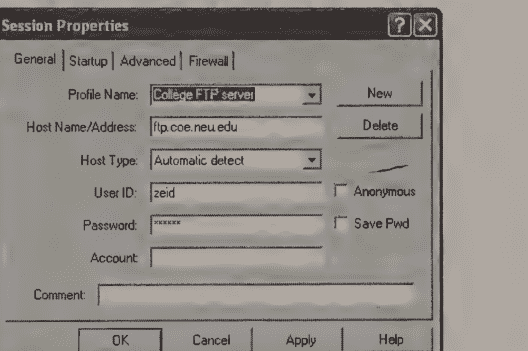 Session Properties
General Startup Advanced Firewall
Profile Name: College FTP server New
Host Name/Address: ftp.coe.neu.edu Delete
Host Type: Automatic detect
User ID: zeid Anonymous
Password: ****** Save Pwd
Account:
Comment:
OK Cancel Apply Help